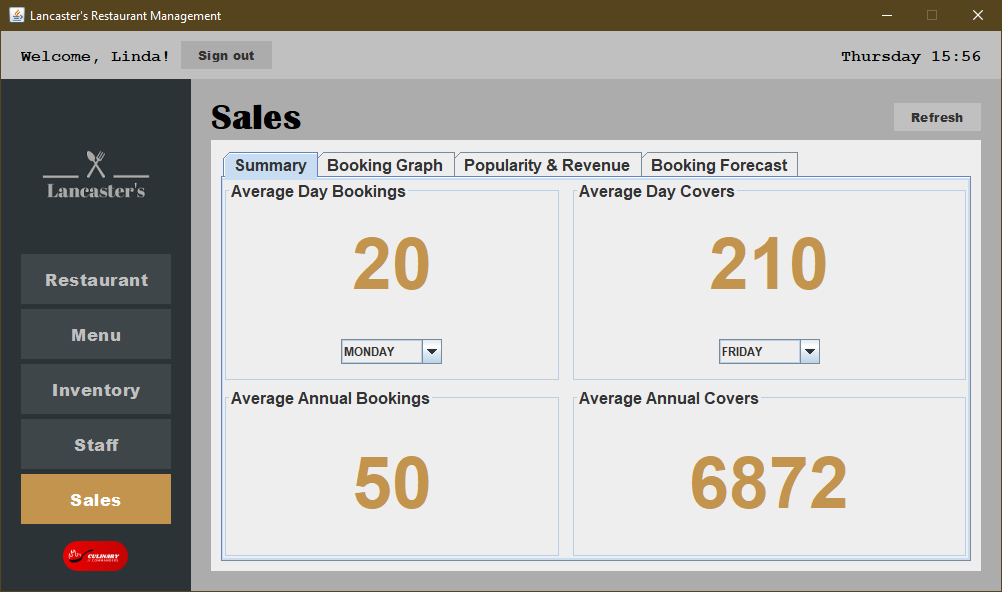 Lancaster's Restaurant Management
Welcome, Linda!
Sign out
Thursday 15:56
Lancaster's
Restaurant
Menu
Inventory
Staff
Sales
CULINARY
Sales
Refresh
Summary
Booking Graph
Popularity & Revenue
Booking Forecast
Average Day Bookings
20
MONDAY
Average Day Covers
210
FRIDAY
Average Annual Bookings
50
Average Annual Covers
6872